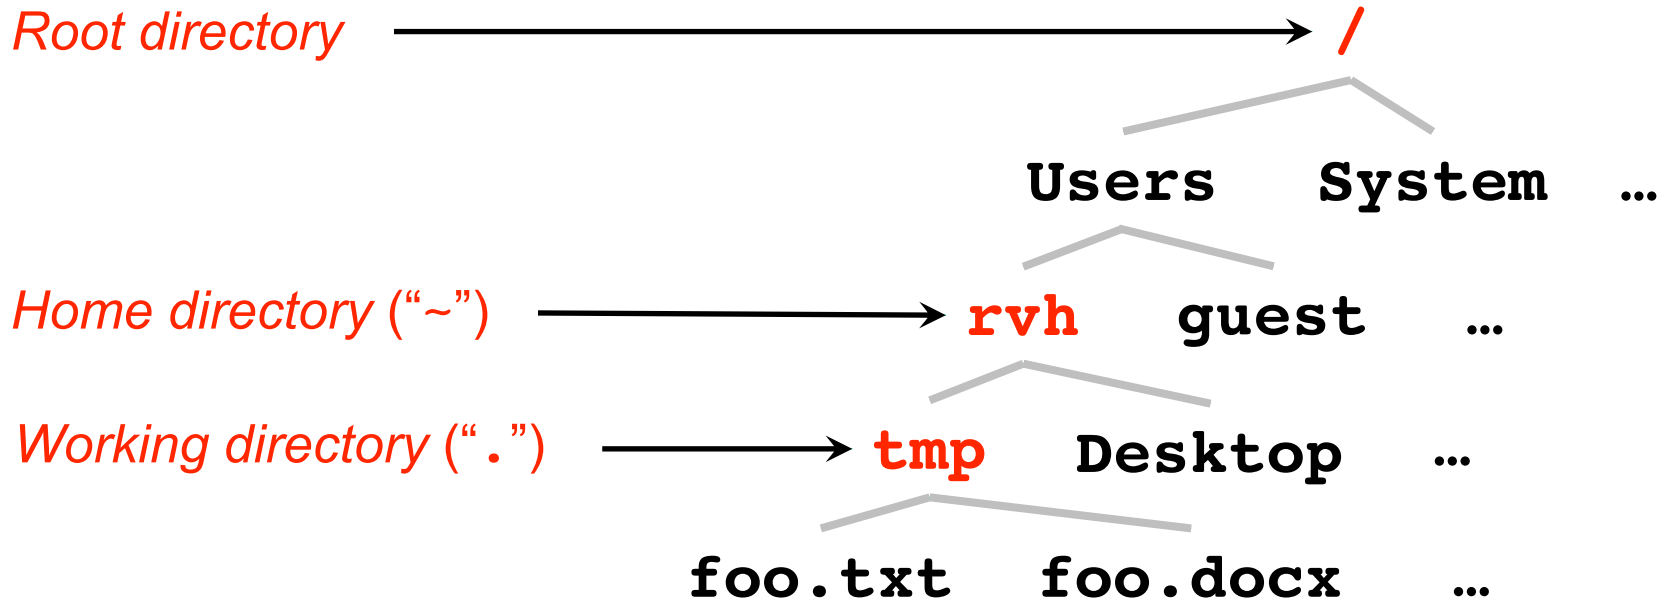 Root directory /
Users System …
Home directory (“~”) rvh guest …
Working directory (“.”) tmp Desktop …
foo.txt foo.docx …